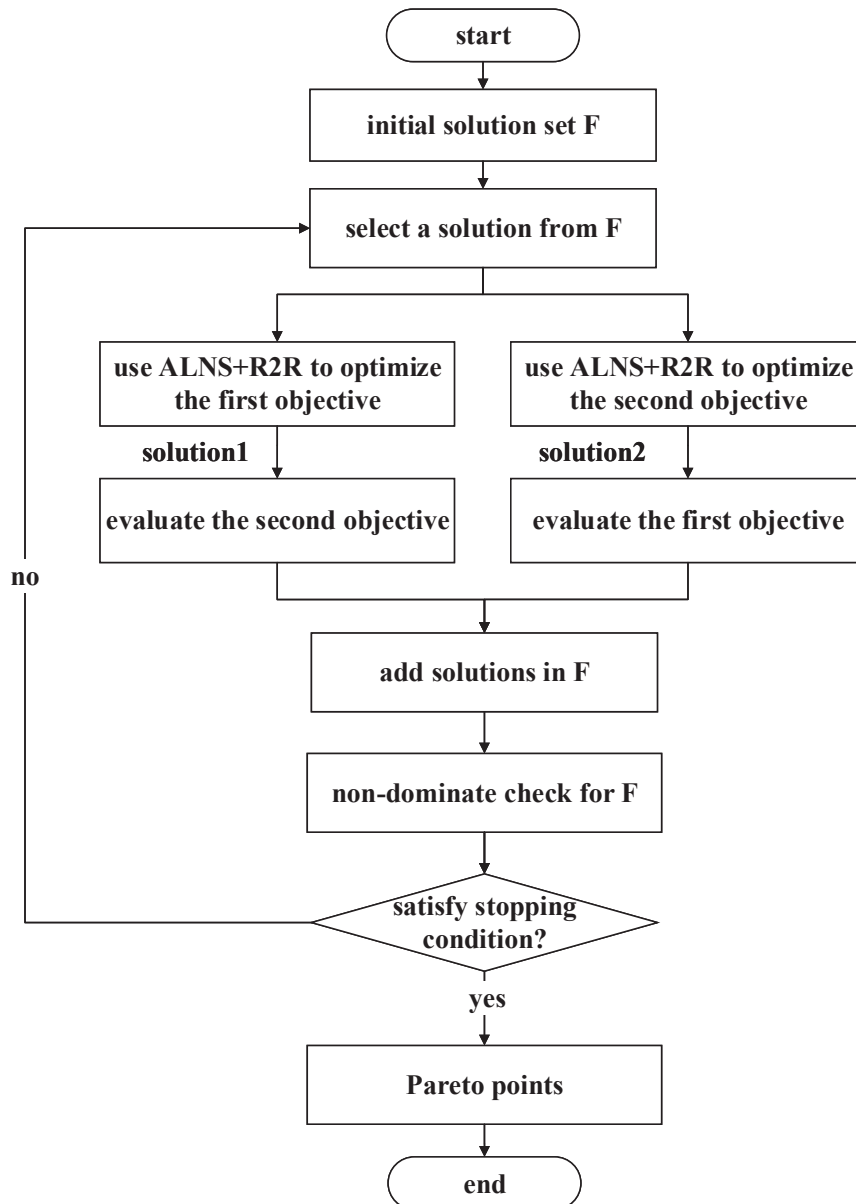 start
initial solution set F
select a solution from F
use ALNS+R2R to optimize
the first objective
use ALNS+R2R to optimize
the second objective
solution1
solution2
evaluate the second objective
evaluate the first objective
no
add solutions in F
non-dominate check for F
satisfy stopping
condition?
yes
Pareto points
end